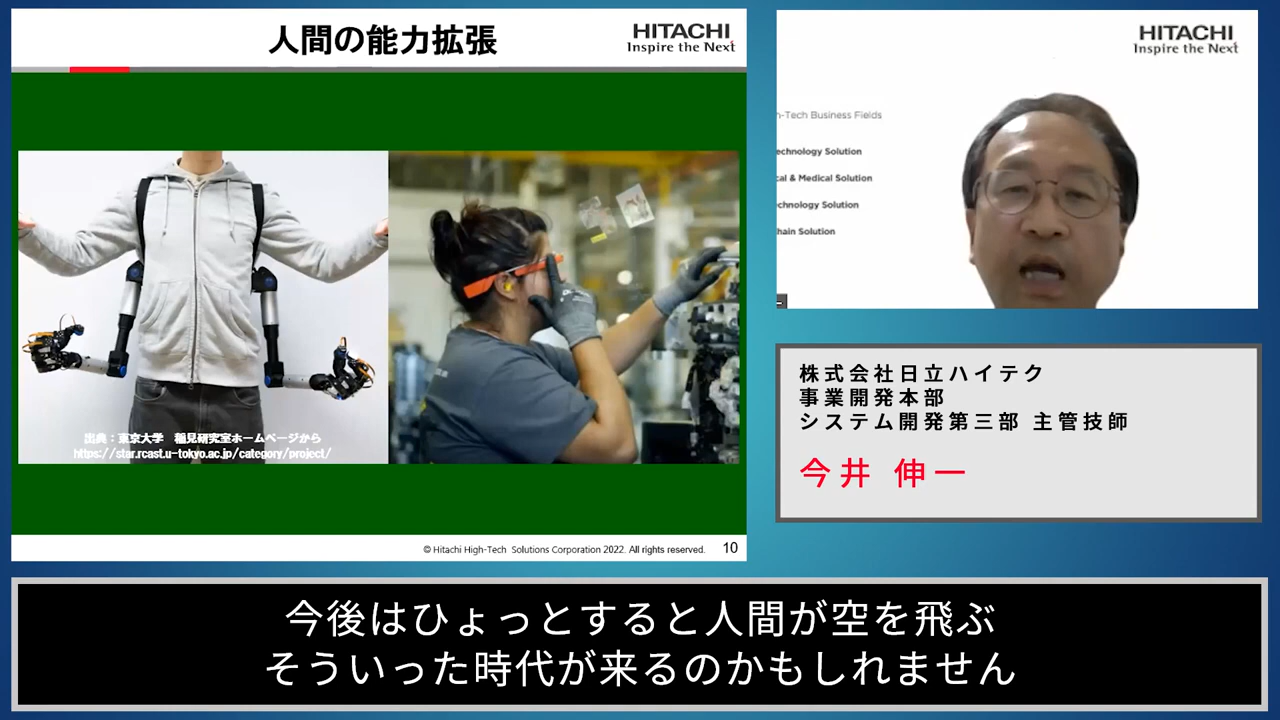 人間の能力拡張
HITACHI
Inspire the Next
出典：東京大学　稲見研究室ホームページから
https://star.rcast.u-tokyo.ac.jp/category/project/
© Hitachi High-Tech Solutions Corporation 2022. All rights reserved.
10
HITACHI
Inspire the Next
-Tech Business Fields
echnology Solution
cal & Medical Solution
echnology Solution
hain Solution
株式会社日立ハイテク
事業開発本部
システム開発第三部 主管技師
今井 伸一
今後はひょっとすると人間が空を飛ぶ
そういった時代が来るのかもしれません